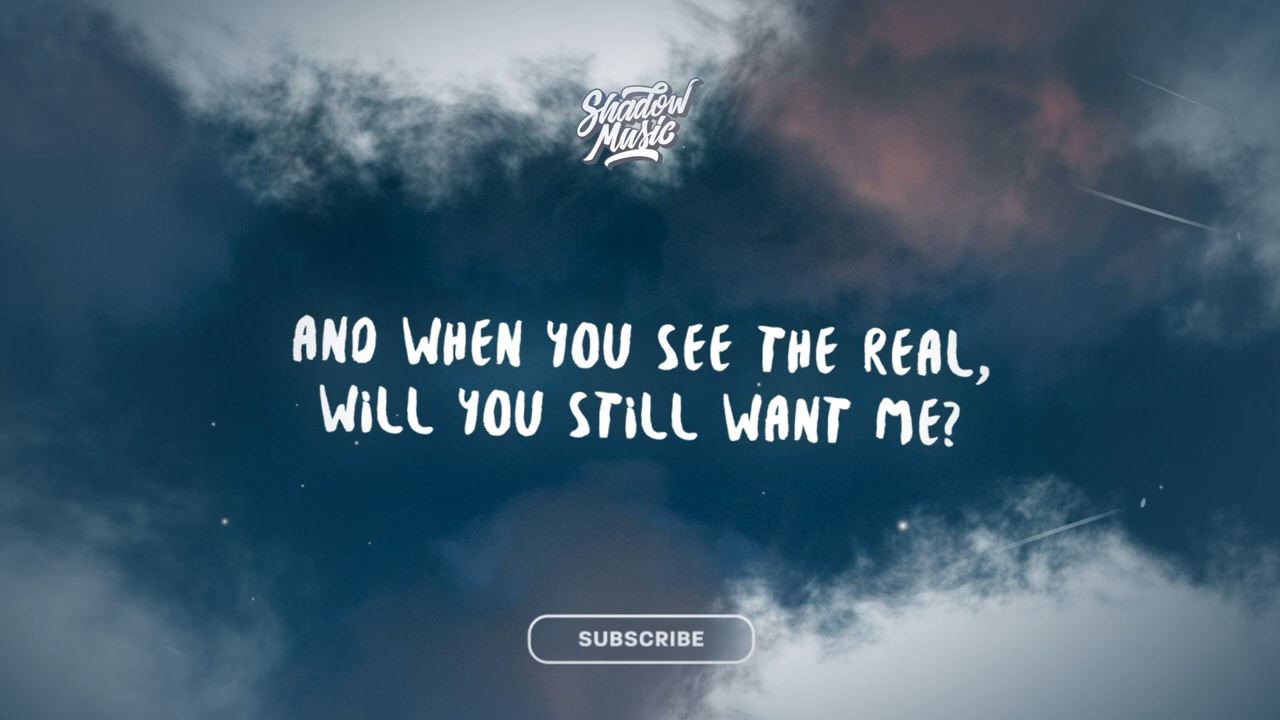 Shadow
Music
AND WHEN YOU SEE THE REAL,
WiLL YOU STiLL WANT ME?
SUBSCRIBE